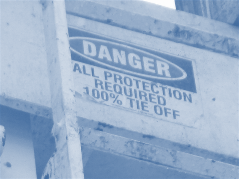 DANGER
ALL PROTECTION
REQUIRED
100% TIE OFF